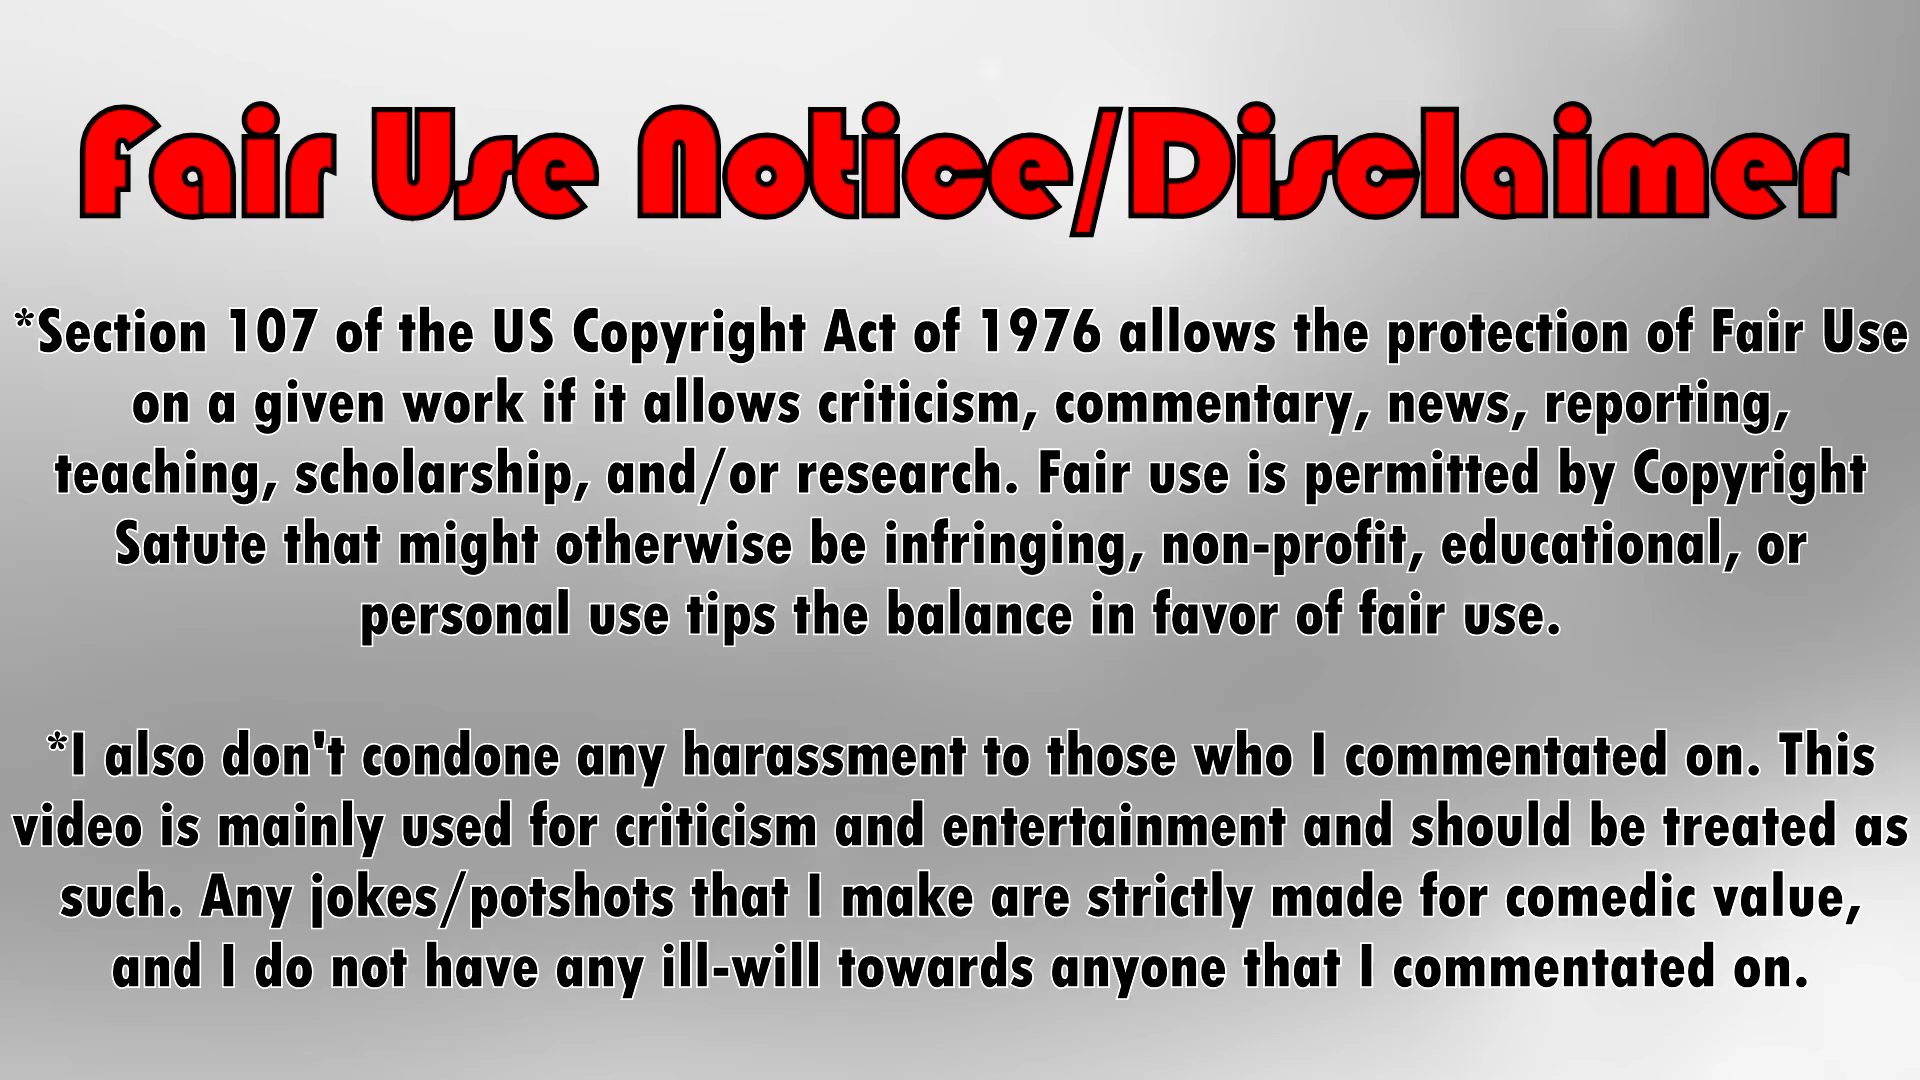 Fair Use Notice/Disclaimer
*Section 107 of the US Copyright Act of 1976 allows the protection of Fair Use
on a given work if it allows criticism, commentary, news, reporting,
teaching, scholarship, and/or research. Fair use is permitted by Copyright
Satute that might otherwise be infringing, non-profit, educational, or
personal use tips the balance in favor of fair use.
*I also don't condone any harassment to those who I commentated on. This
video is mainly used for criticism and entertainment and should be treated as
such. Any jokes/potshots that I make are strictly made for comedic value,
and I do not have any ill-will towards anyone that I commentated on.